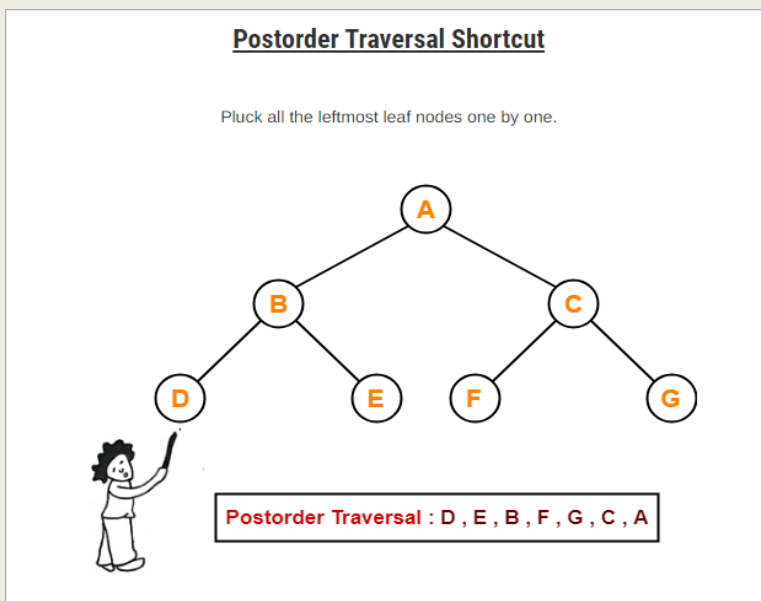 Postorder Traversal Shortcut
Pluck all the leftmost leaf nodes one by one.
A
B
C
D
E
F
G
Postorder Traversal : D , E , B , F , G , C , A